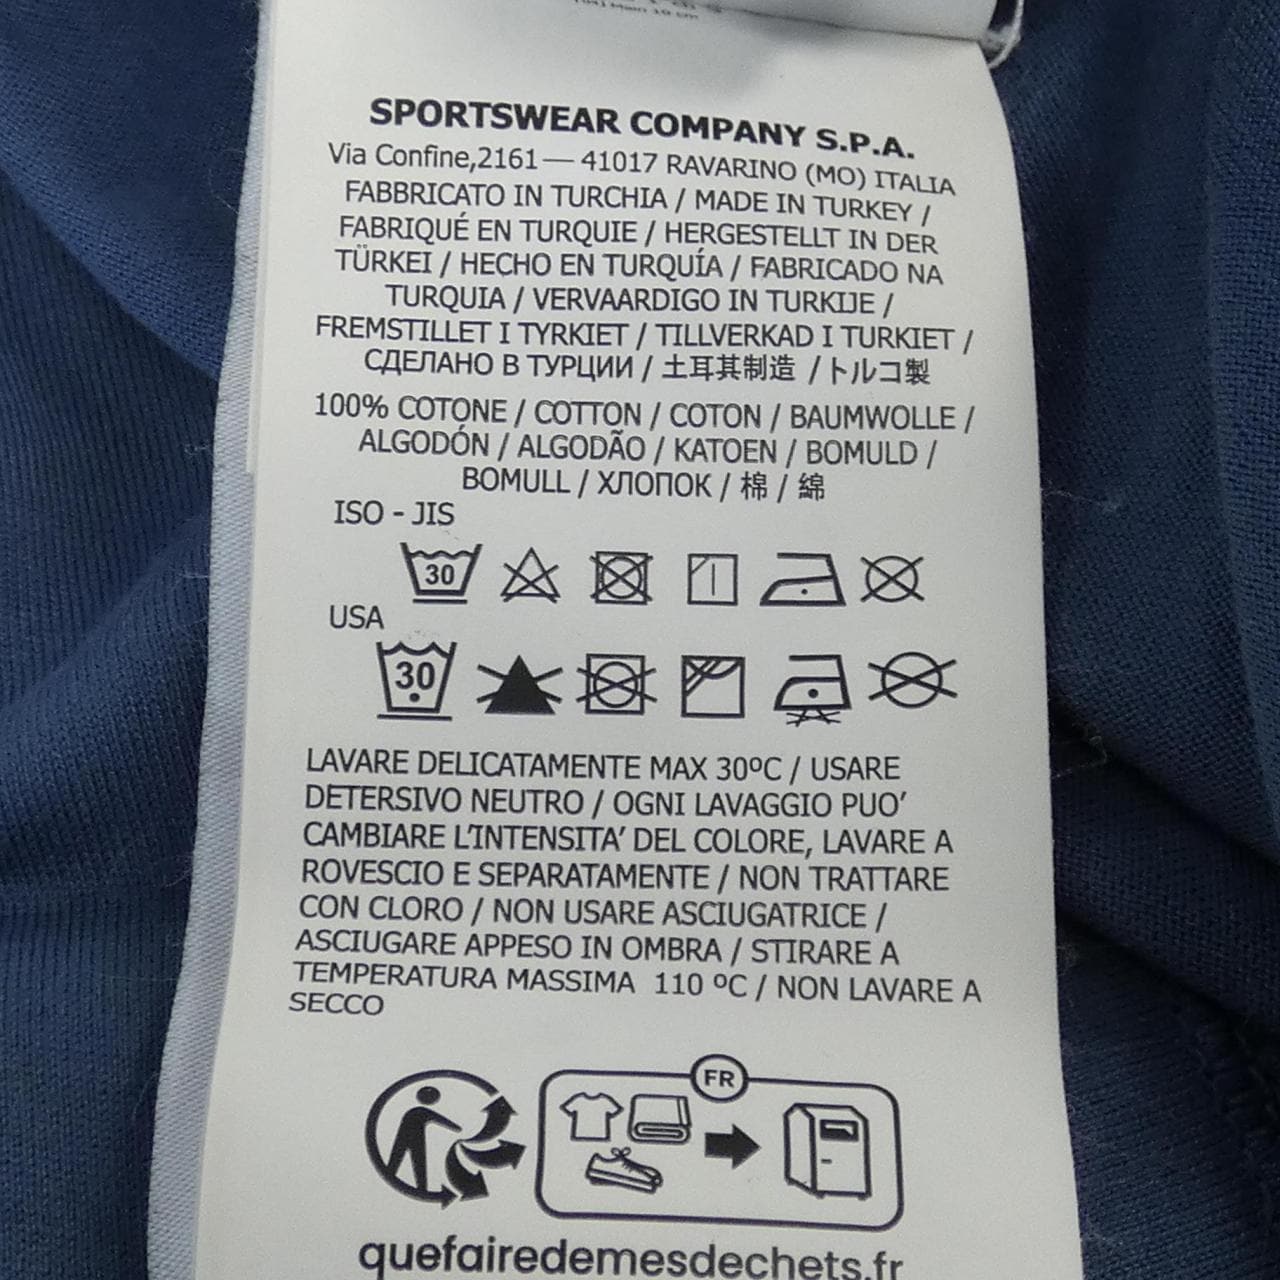 SPORTSWEAR COMPANY S.P.A.
Via Confine,2161 — 41017 RAVARINO (MO) ITALIA
FABBRICATO IN TURCHIA / MADE IN TURKEY /
FABRIQUÉ EN TURQUIE / HERGESTELLT IN DER
TÜRKEI / HECHO EN TURQUÍA / FABRICADO NA
TURQUIA / VERVAARDIGO IN TURKIJE /
FREMSTILLET I TYRKIET / TILLVERKAD I TURKIET /
СДЕЛАНО В ТУРЦИИ / 土耳其制造 / トルコ製
100% COTONE / COTTON / COTON / BAUMWOLLE /
ALGODÓN / ALGODÃO / KATOEN / BOMULD /
BOMULL / ХЛОПОК / 棉 / 綿
ISO - JIS
30
USA
30
LAVARE DELICATAMENTE MAX 30ºC / USARE
DETERSIVO NEUTRO / OGNI LAVAGGIO PUO’
CAMBIARE L’INTENSITA’ DEL COLORE, LAVARE A
ROVESCIO E SEPARATAMENTE / NON TRATTARE
CON CLORO / NON USARE ASCIUGATRICE /
ASCIUGARE APPESO IN OMBRA / STIRARE A
TEMPERATURA MASSIMA 110 ºC / NON LAVARE A
SECCO
FR
quefairedemesdechets.fr